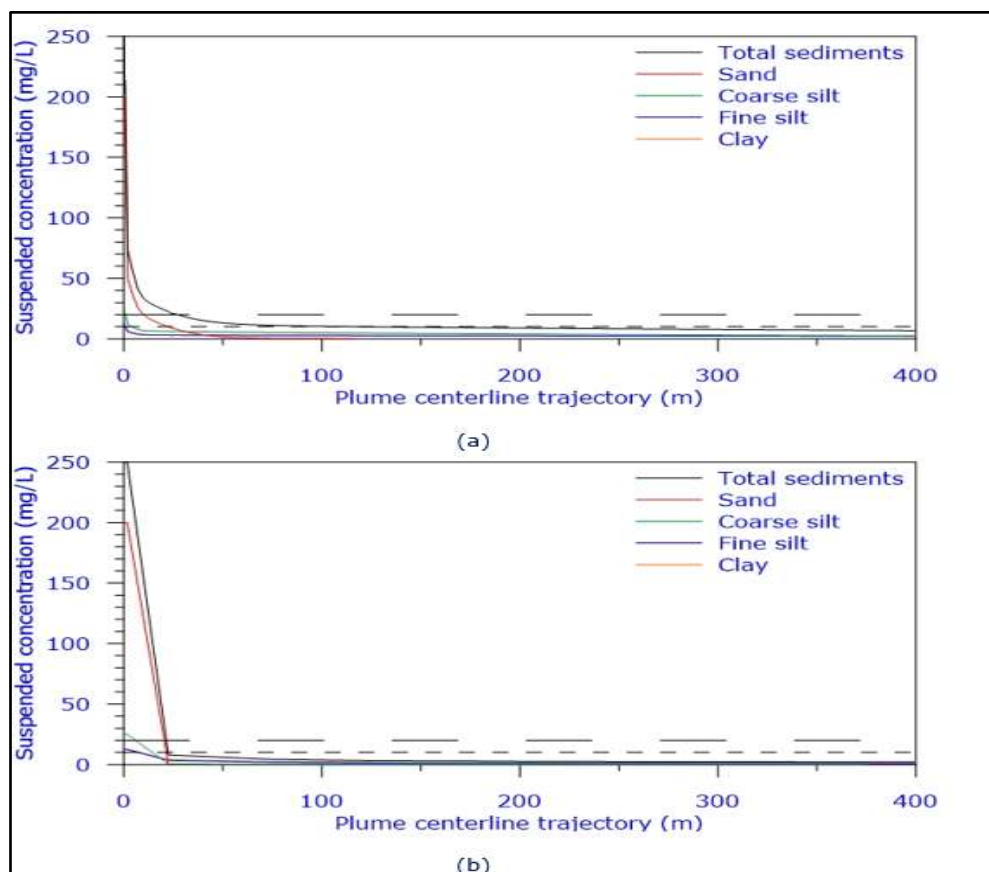 Suspended concentration (mg/L)
250
200
150
100
50
0
Total sediments
Sand
Coarse silt
Fine silt
Clay
0 100 200 300 400
Plume centerline trajectory (m)
(a)
Suspended concentration (mg/L)
250
200
150
100
50
0
Total sediments
Sand
Coarse silt
Fine silt
Clay
0 100 200 300 400
Plume centerline trajectory (m)
(b)